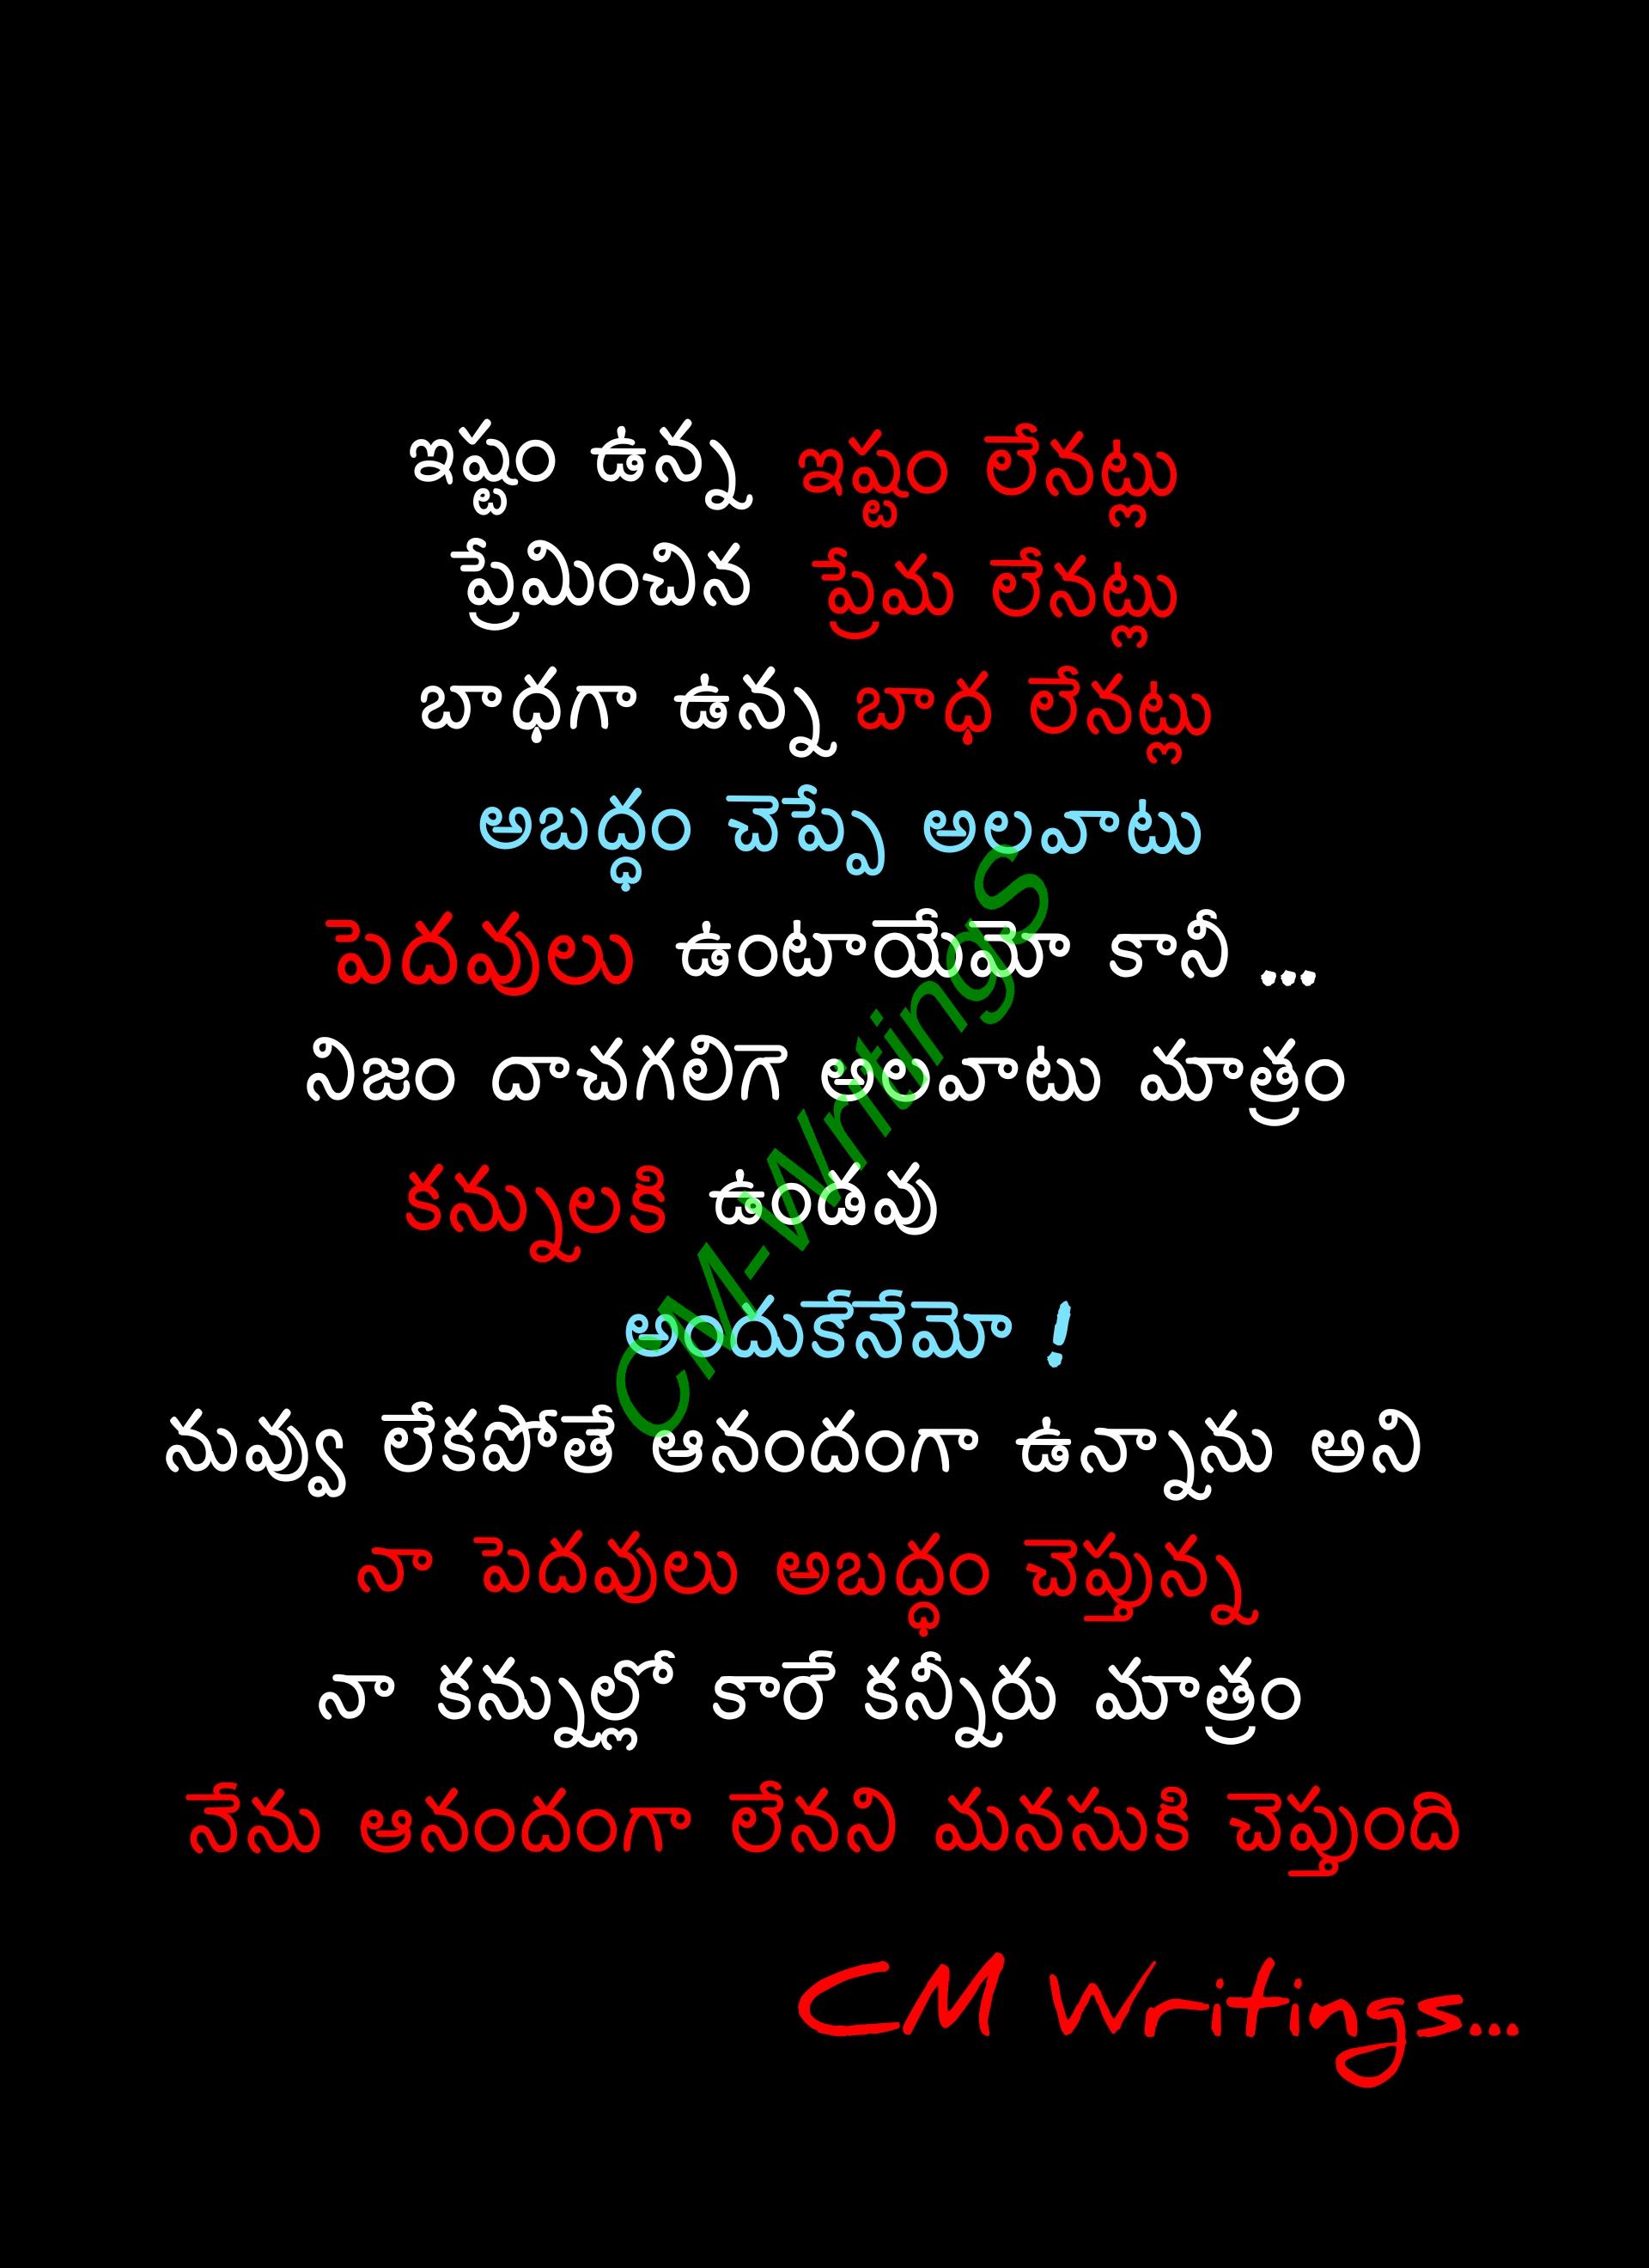 ఇష్టం ఉన్న ఇష్టం లేనట్లు
ప్రేమించిన ప్రేమ లేనట్లు
బాధగా ఉన్న బాధ లేనట్లు
అబద్ధం చెప్పే అలవాటు
పెదవులు ఉంటాయేమో కానీ ...
నిజం దాచగలిగె అలవాటు మాత్రం
కన్నులకి ఉండవు
అందుకేనేమో !
నువ్వు లేకపోతే ఆనందంగా ఉన్నాను అని
నా పెదవులు అబద్ధం చెప్తున్న
నా కన్నుల్లో కారే కన్నీరు మాత్రం
నేను ఆనందంగా లేనని మనసుకి చెప్తుంది
CM Writings...
CM-Writings